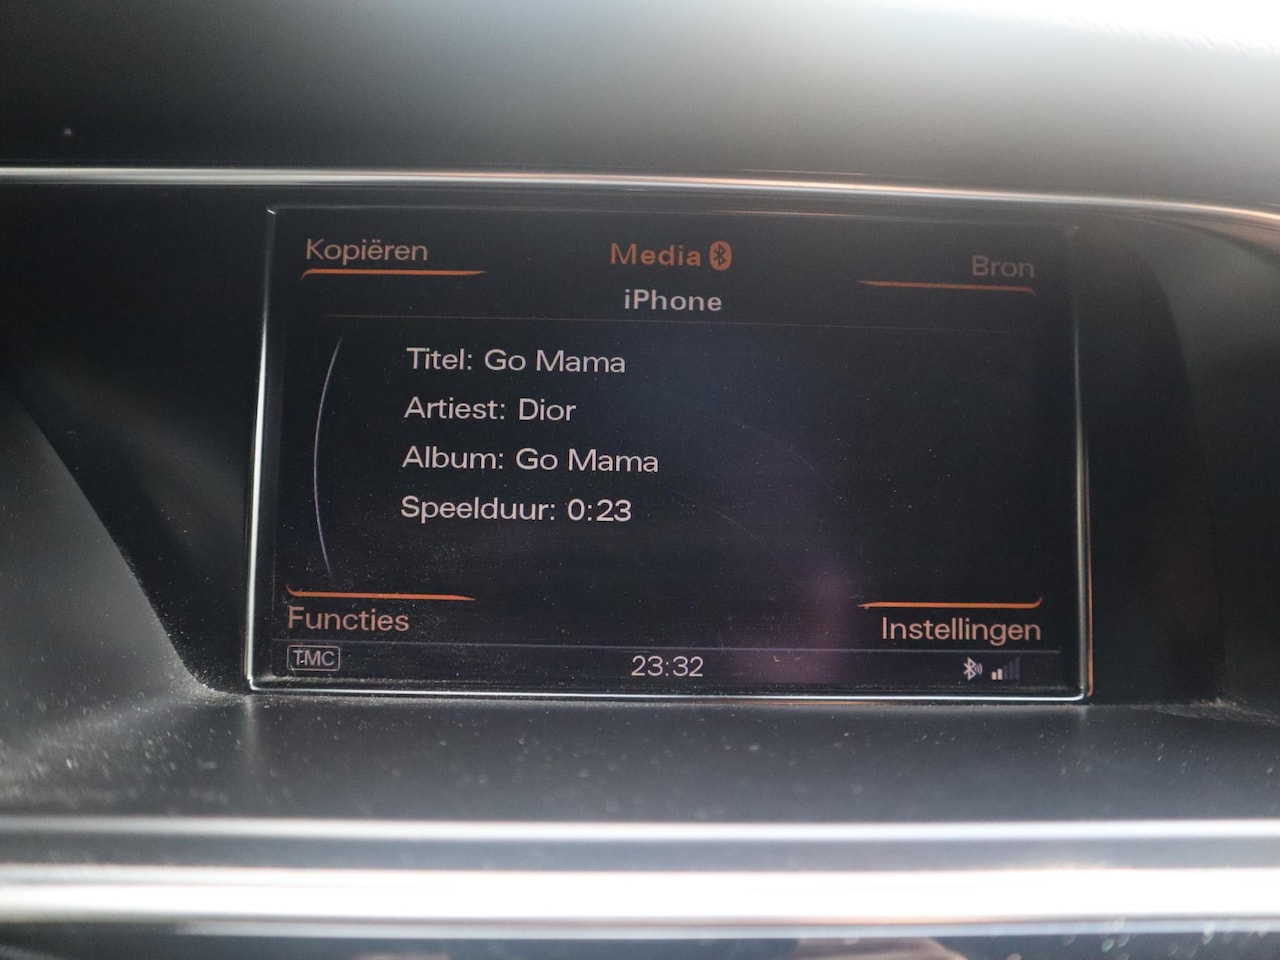 Kopiëren
Media
Bron
iPhone
Titel: Go Mama
Artiest: Dior
Album: Go Mama
Speelduur: 0:23
Functies
Instellingen
TMC
23:32